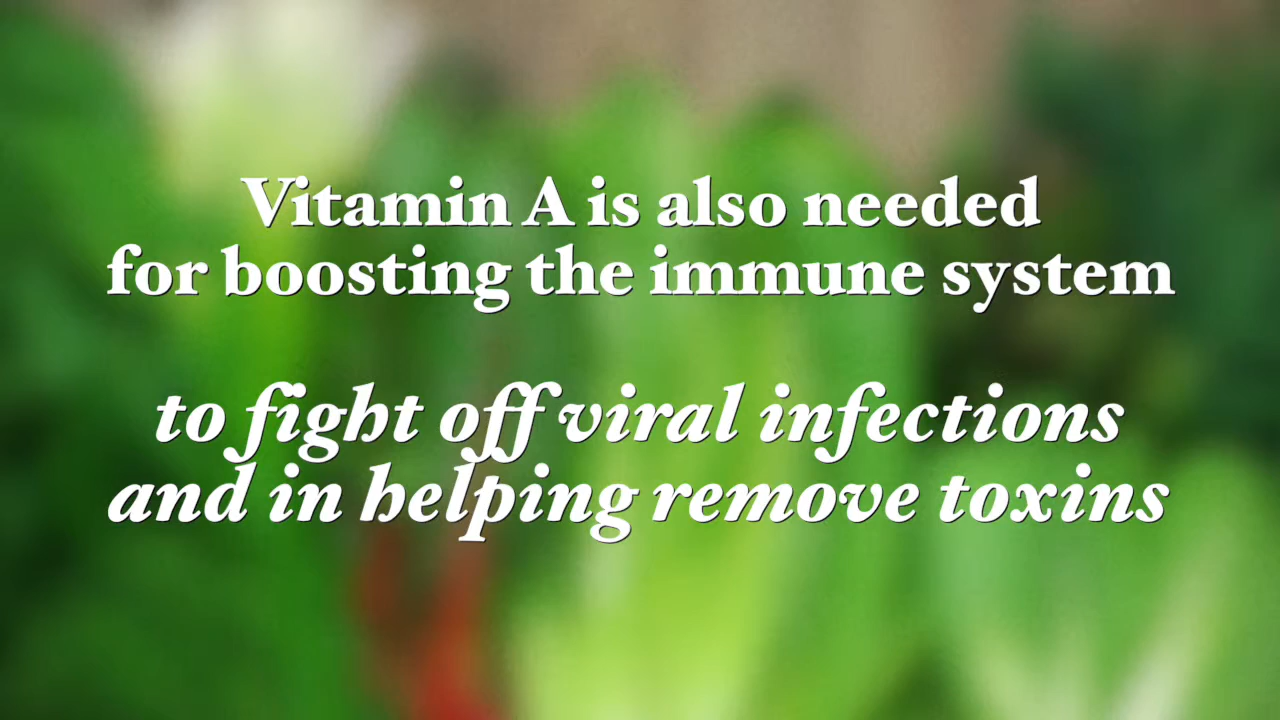 Vitamin A is also needed
for boosting the immune system
to fight off viral infections
and in helping remove toxins